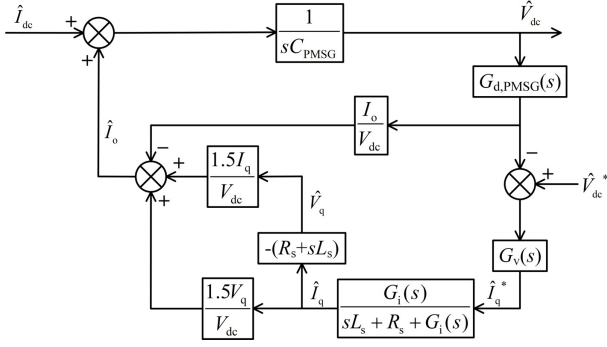 Î_dc
+
+
1
sC_PMSG
V̂_dc
G_d,PMSG(s)
I_o
V_dc
Î_o
−
+
+
1.5I_q
V_dc
V̂_q
−
+
V̂_dc*
-(R_s+sL_s)
G_v(s)
1.5V_q
V_dc
Î_q
G_i(s)
sL_s + R_s + G_i(s)
Î_q*